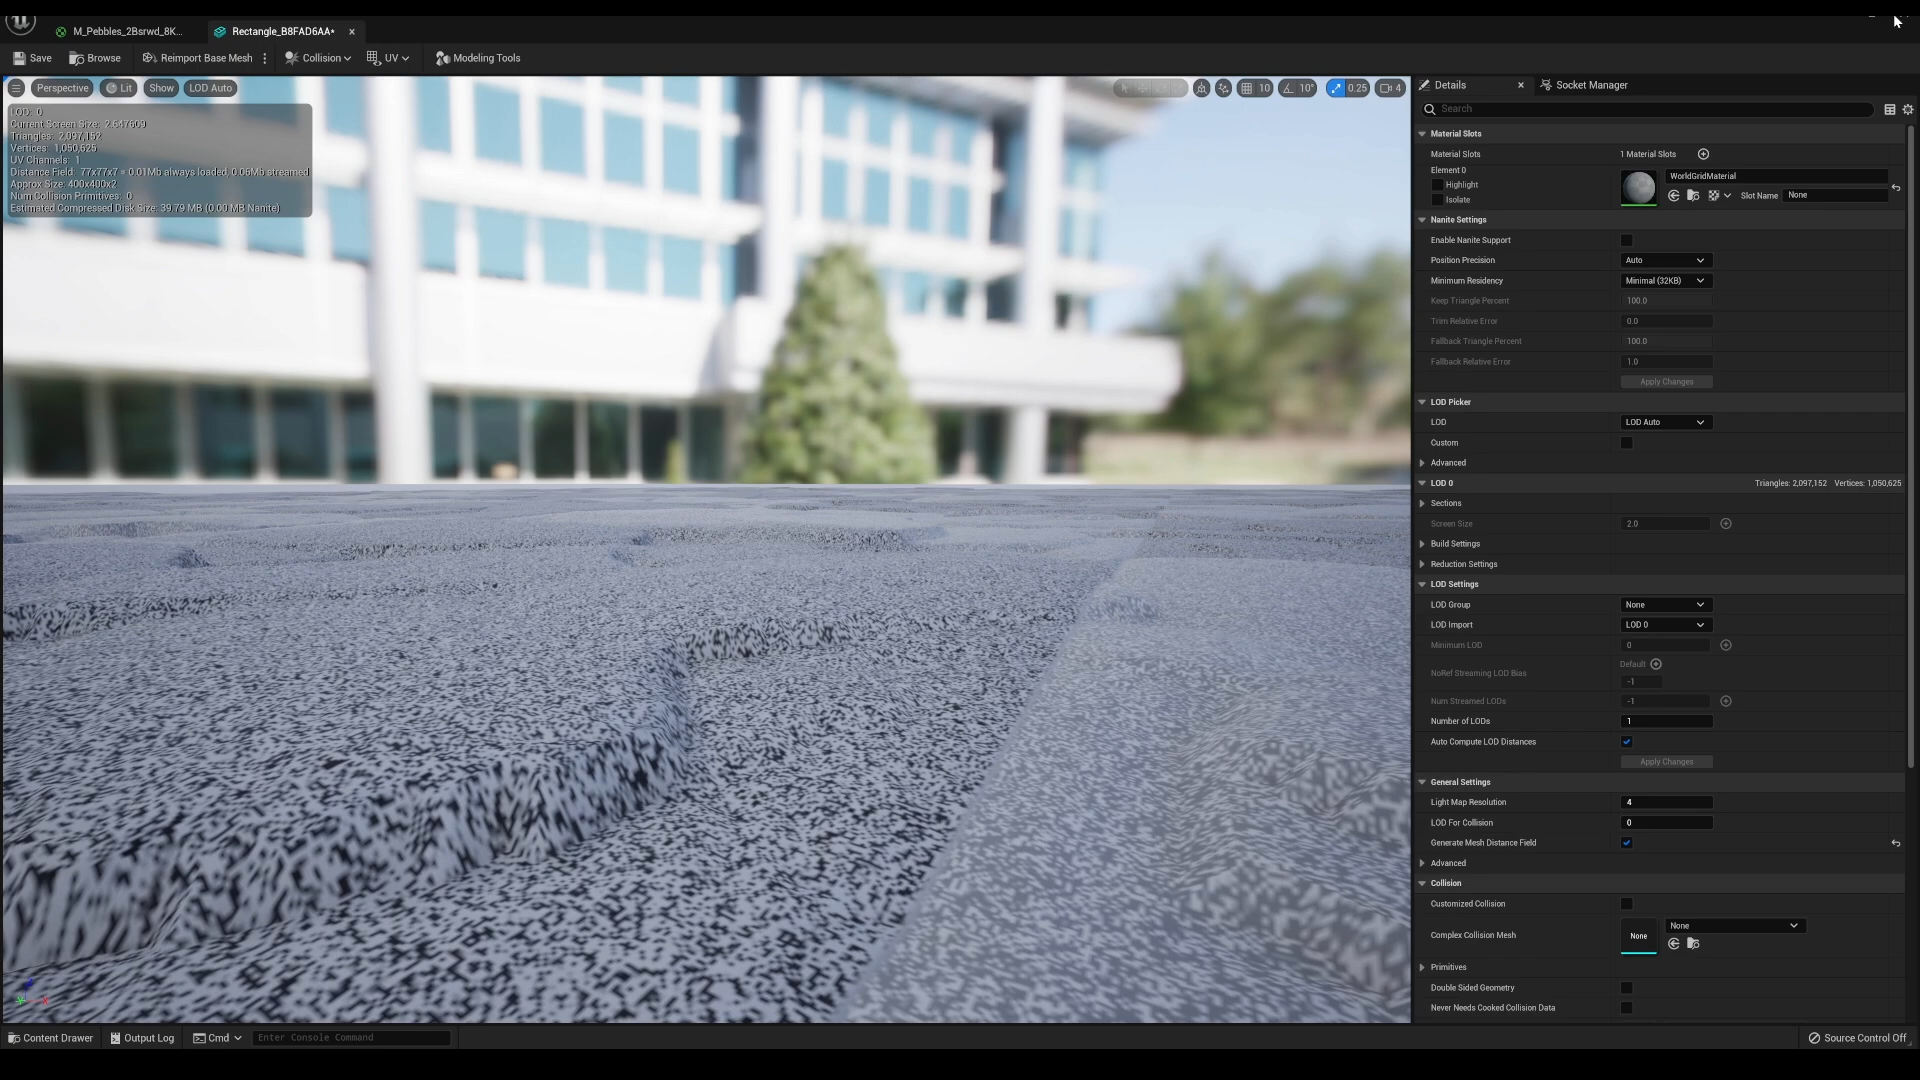 M_Pebbles_2Bsrwd_8K...
Rectangle_B8FAD6AA*
Save
Browse
Reimport Base Mesh
Collision
UV
Modeling Tools
Perspective
Lit
Show
LOD Auto
10
10°
0.25
4
LOD: 0
Current Screen Size: 2.647609
Triangles: 2,097,152
Vertices: 1,050,625
UV Channels: 1
Distance Field: 77x77x7 = 0.01Mb always loaded, 0.06Mb streamed
Approx Size: 400x400x2
Num Collision Primitives: 0
Estimated Compressed Disk Size: 39.79 MB (0.00 MB Nanite)
Details
Socket Manager
Search
Material Slots
Material Slots
1 Material Slots
Element 0
Highlight
Isolate
WorldGridMaterial
Slot Name
None
Nanite Settings
Enable Nanite Support
Position Precision
Auto
Minimum Residency
Minimal (32KB)
Keep Triangle Percent
100.0
Trim Relative Error
0.0
Fallback Triangle Percent
100.0
Fallback Relative Error
1.0
Apply Changes
LOD Picker
LOD
LOD Auto
Custom
Advanced
LOD 0
Triangles: 2,097,152 Vertices: 1,050,625
Sections
Screen Size
2.0
Build Settings
Reduction Settings
LOD Settings
LOD Group
None
LOD Import
LOD 0
Minimum LOD
0
Default
NoRef Streaming LOD Bias
-1
Num Streamed LODs
-1
Number of LODs
1
Auto Compute LOD Distances
Apply Changes
General Settings
Light Map Resolution
4
LOD For Collision
0
Generate Mesh Distance Field
Advanced
Collision
Customized Collision
Complex Collision Mesh
None
None
Primitives
Double Sided Geometry
Never Needs Cooked Collision Data
Content Drawer
Output Log
Cmd
Enter Console Command
Source Control Off